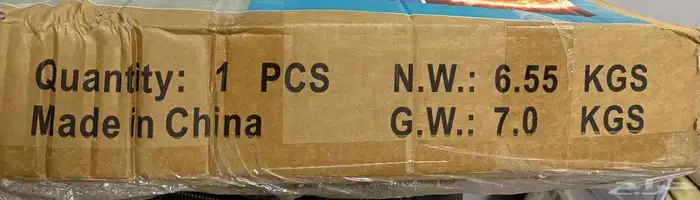 Quantity: 1 PCS N.W.: 6.55 KGS
Made in China G.W.: 7.0 KGS